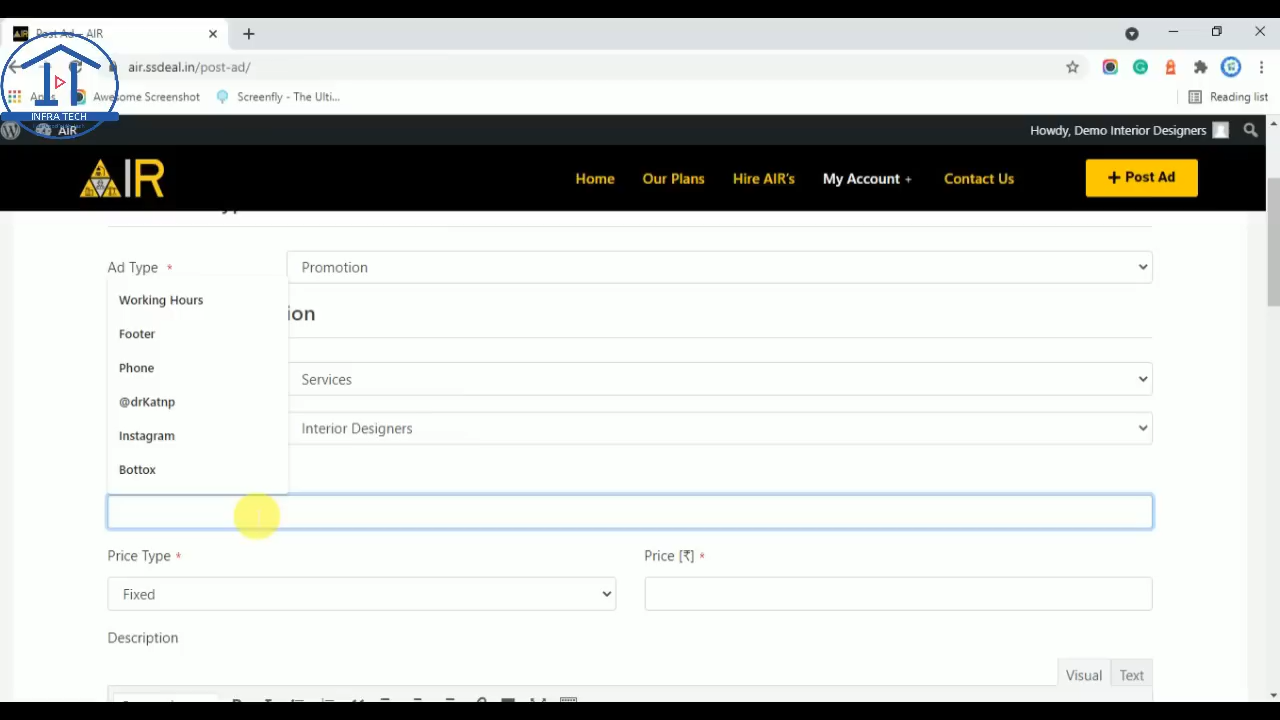 Post Ad - AIR
air.ssdeal.in/post-ad/
Apps Awesome Screenshot Screenfly - The Ulti... Reading list
INFRA TECH
AIR Howdy, Demo Interior Designers
AIR Home Our Plans Hire AIR's My Account + Contact Us + Post Ad
Ad Type * Promotion
Working Hours
ion
Footer
Phone
Services
@drKatnp
Interior Designers
Instagram
Bottox
Price Type * Price [₹] *
Fixed
Description
Visual Text